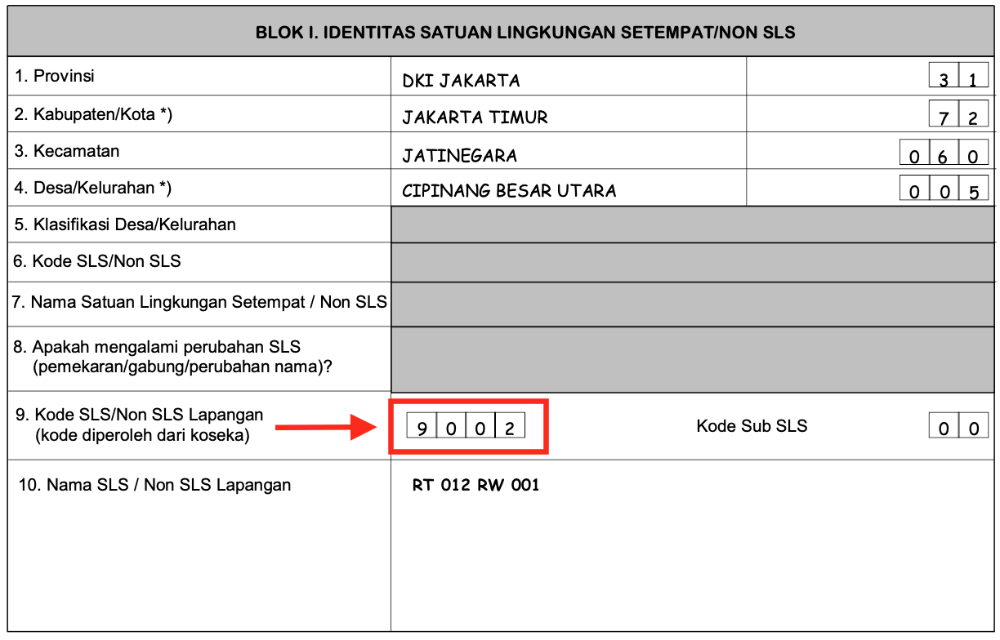 BLOK I. IDENTITAS SATUAN LINGKUNGAN SETEMPAT/NON SLS
1. Provinsi DKI JAKARTA 3 1
2. Kabupaten/Kota *) JAKARTA TIMUR 7 2
3. Kecamatan JATINEGARA 0 6 0
4. Desa/Kelurahan *) CIPINANG BESAR UTARA 0 0 5
5. Klasifikasi Desa/Kelurahan
6. Kode SLS/Non SLS
7. Nama Satuan Lingkungan Setempat / Non SLS
8. Apakah mengalami perubahan SLS
(pemekaran/gabung/perubahan nama)?
9. Kode SLS/Non SLS Lapangan
(kode diperoleh dari koseka)
9 0 0 2 Kode Sub SLS 0 0
10. Nama SLS / Non SLS Lapangan RT 012 RW 001